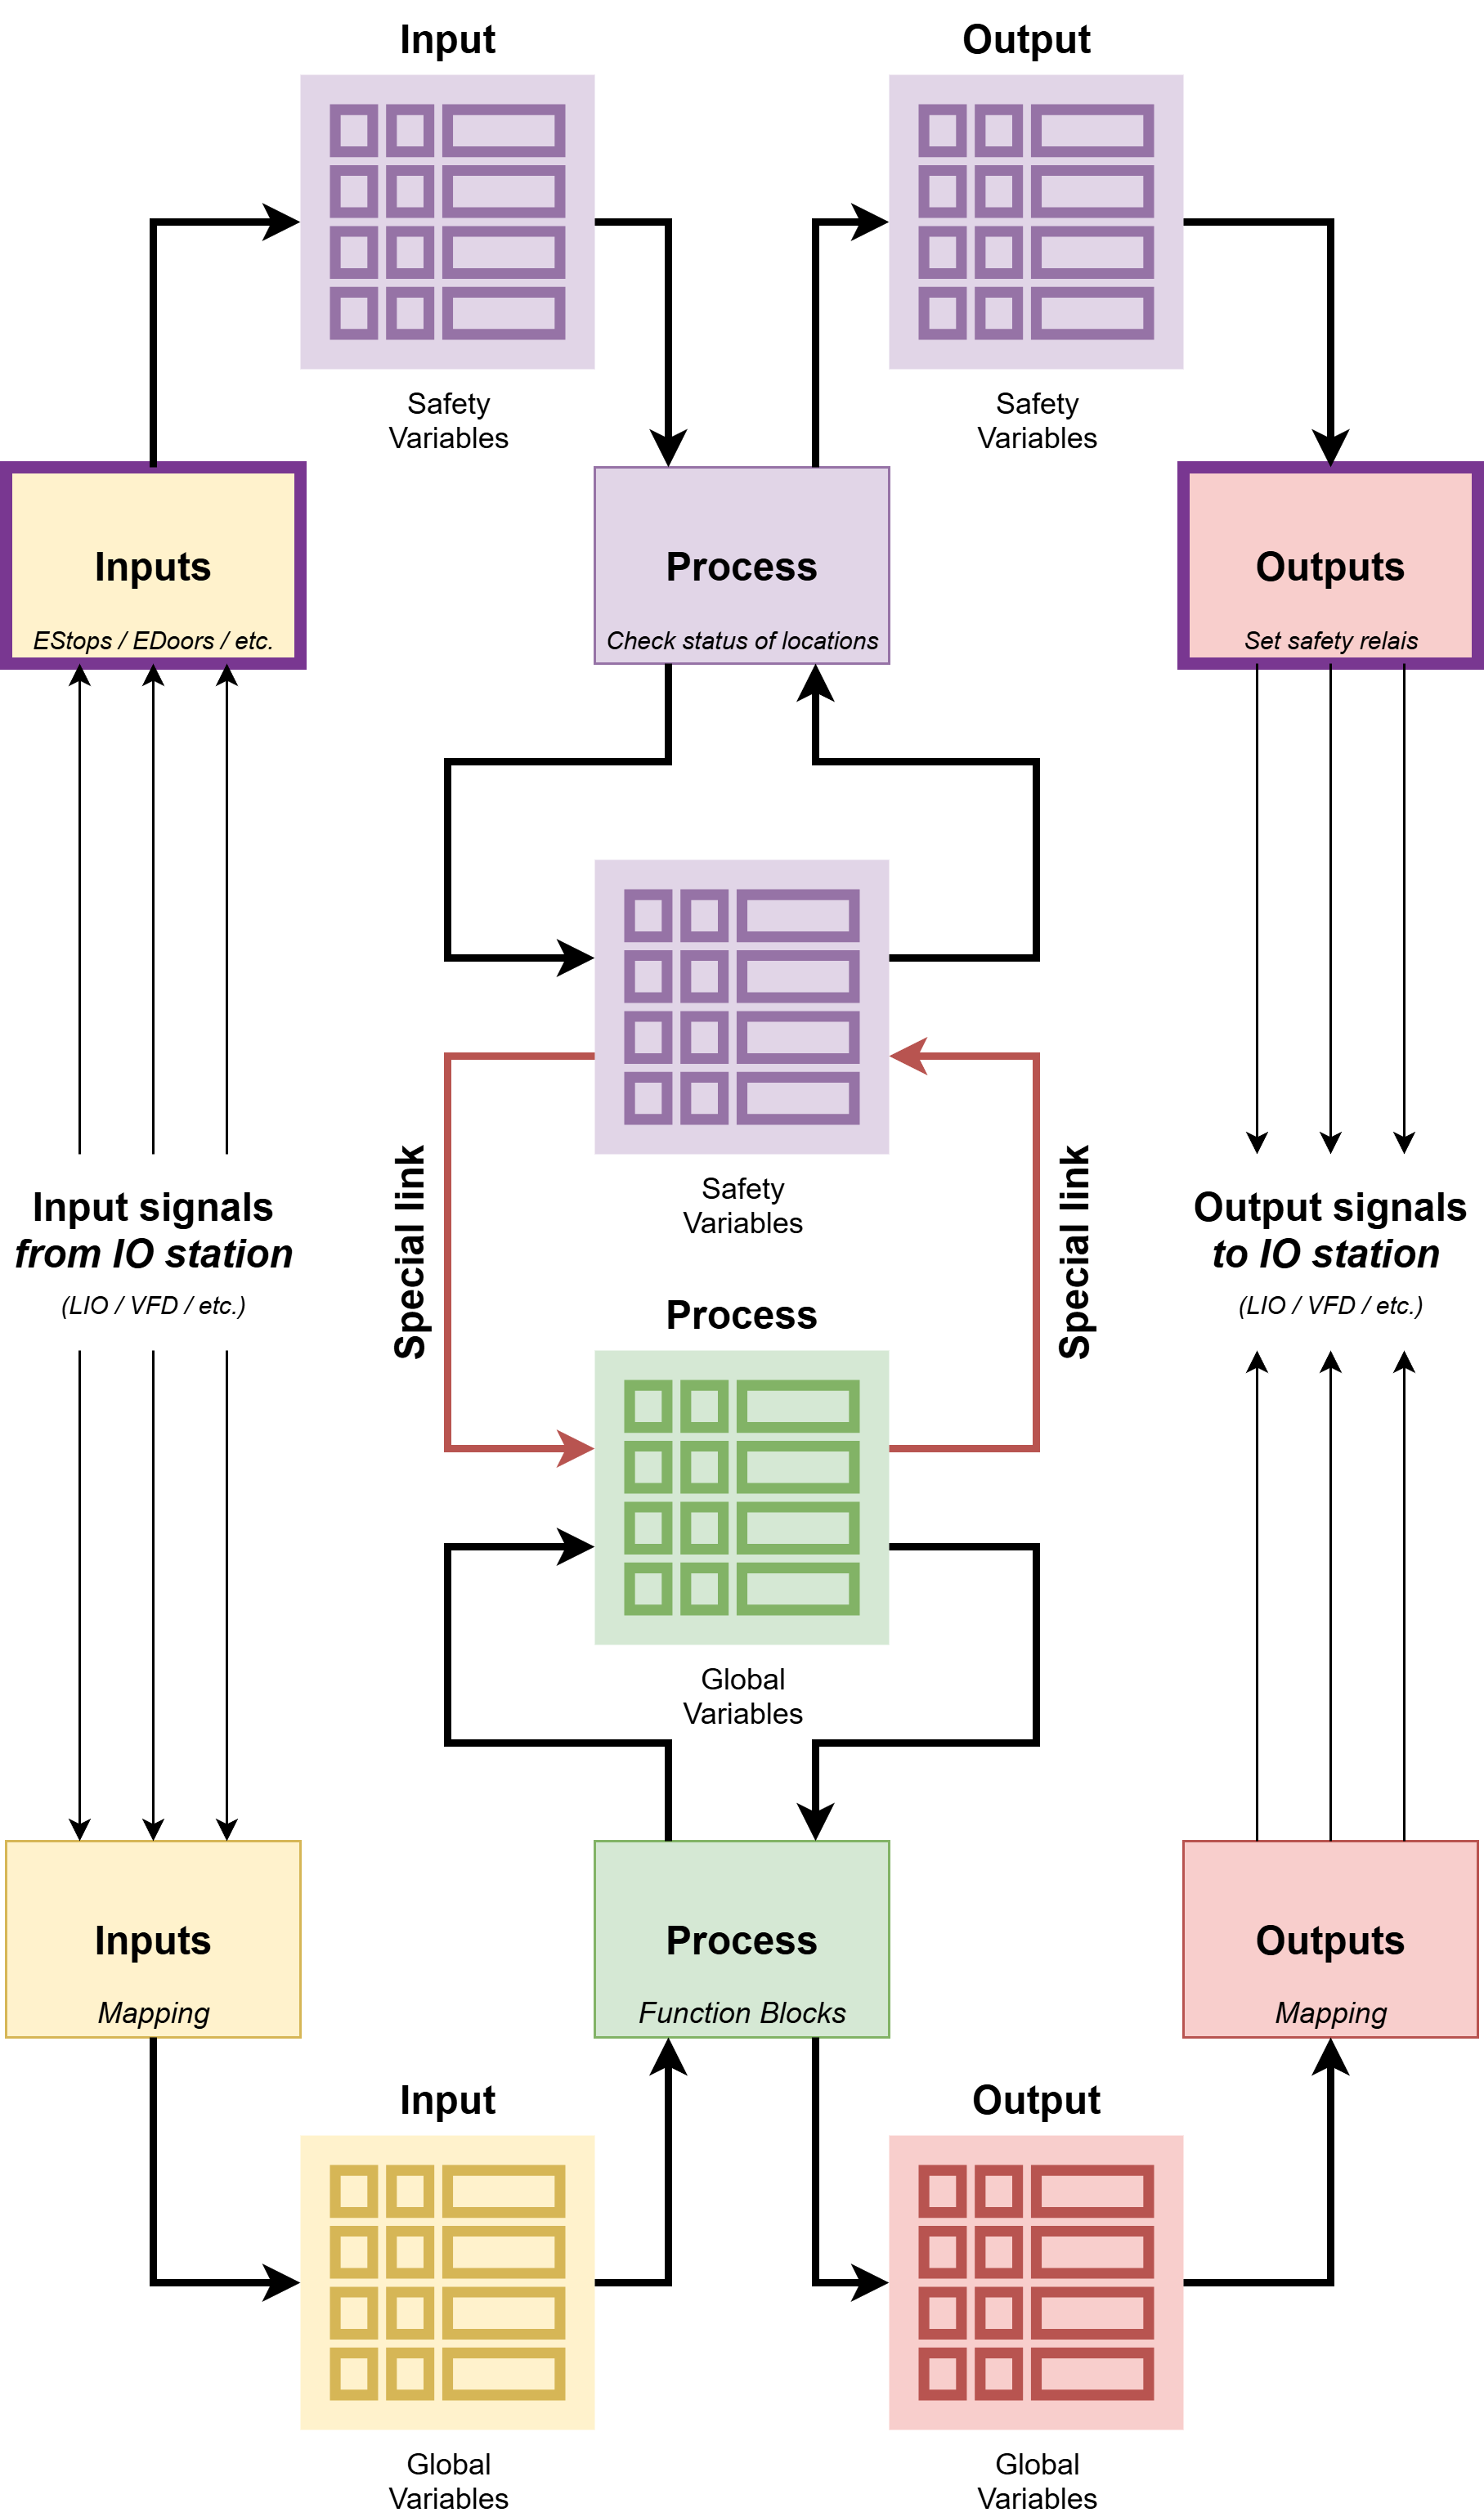 Input
Output
Safety
Variables
Safety
Variables
Inputs
EStops / EDoors / etc.
Process
Check status of locations
Outputs
Set safety relais
Special link
Safety
Variables
Special link
Input signals
from IO station
(LIO / VFD / etc.)
Output signals
to IO station
(LIO / VFD / etc.)
Process
Global
Variables
Inputs
Mapping
Process
Function Blocks
Outputs
Mapping
Input
Output
Global
Variables
Global
Variables